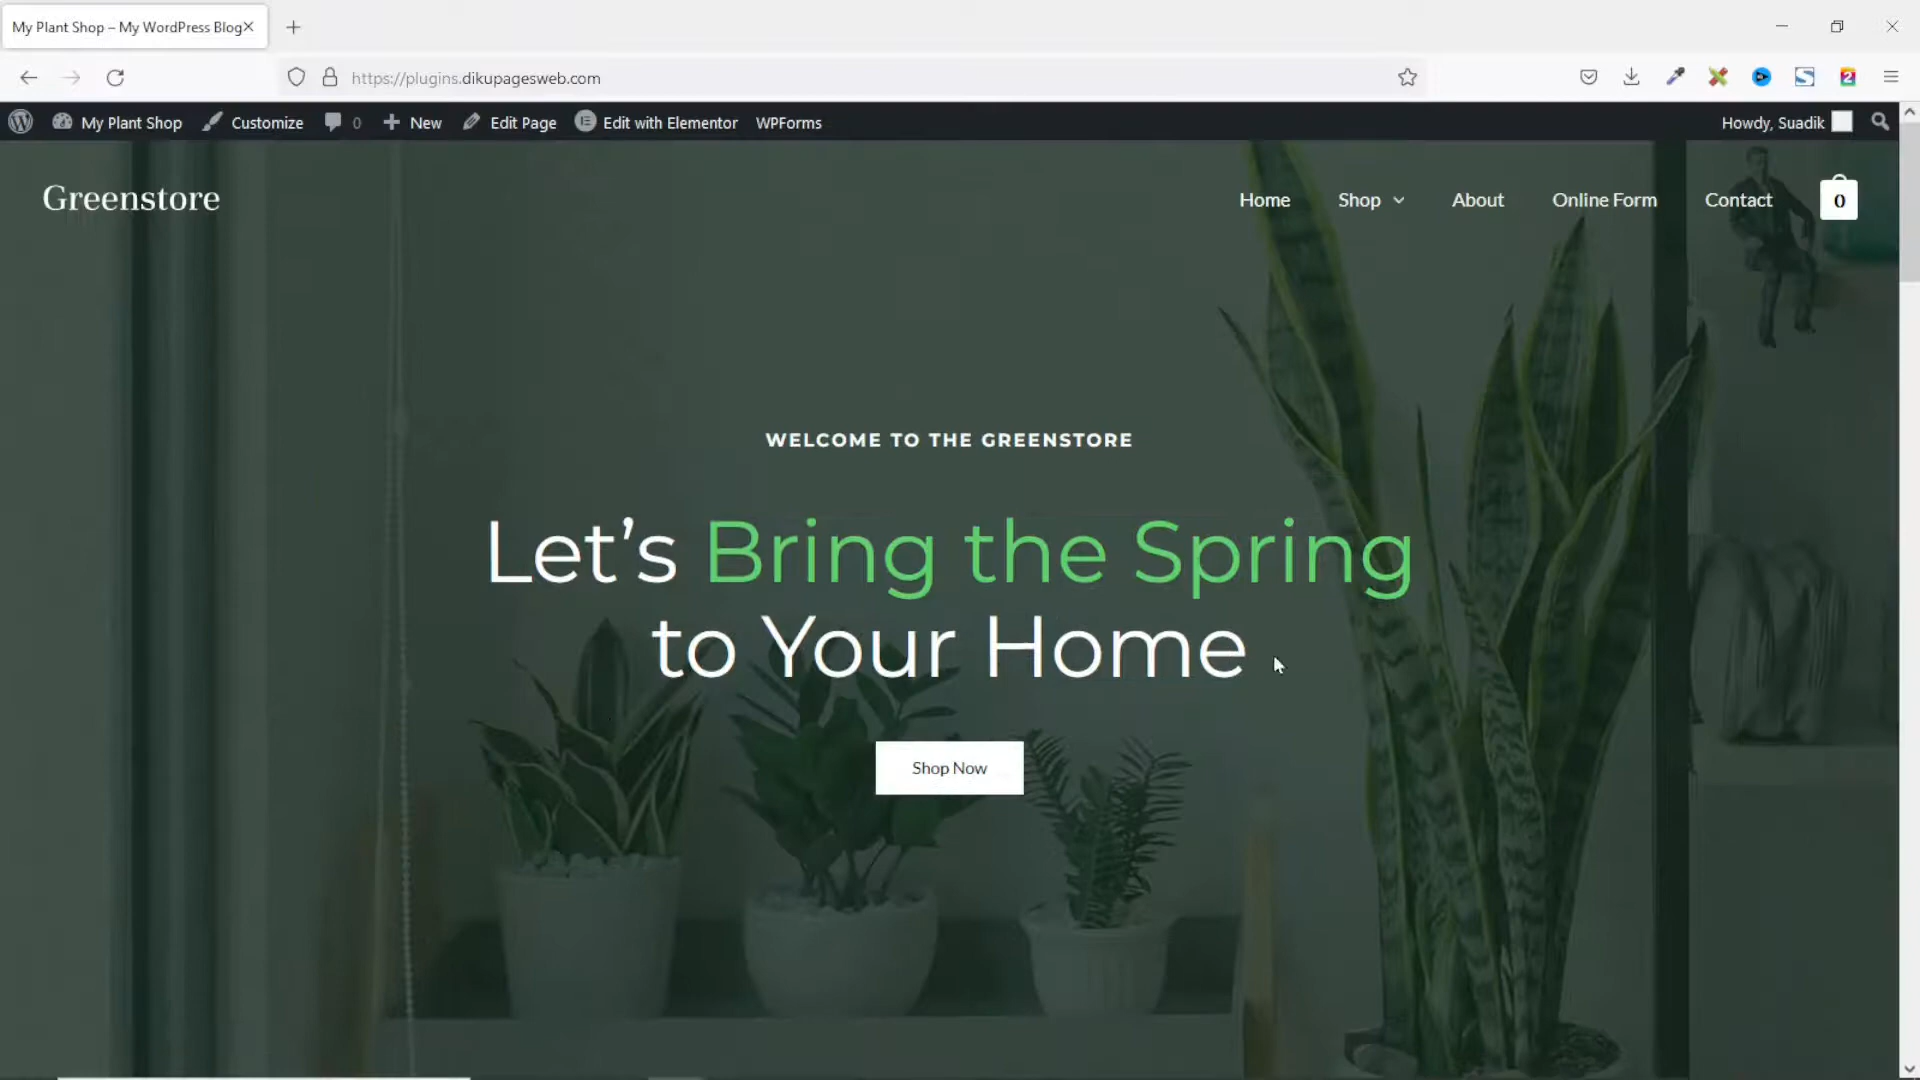 My Plant Shop – My WordPress Blog
https://plugins.dikupagesweb.com
2
My Plant Shop Customize 0 New Edit Page Edit with Elementor WPForms Howdy, Suadik
Greenstore Home Shop About Online Form Contact 0
WELCOME TO THE GREENSTORE
Let’s Bring the Spring
to Your Home
Shop Now